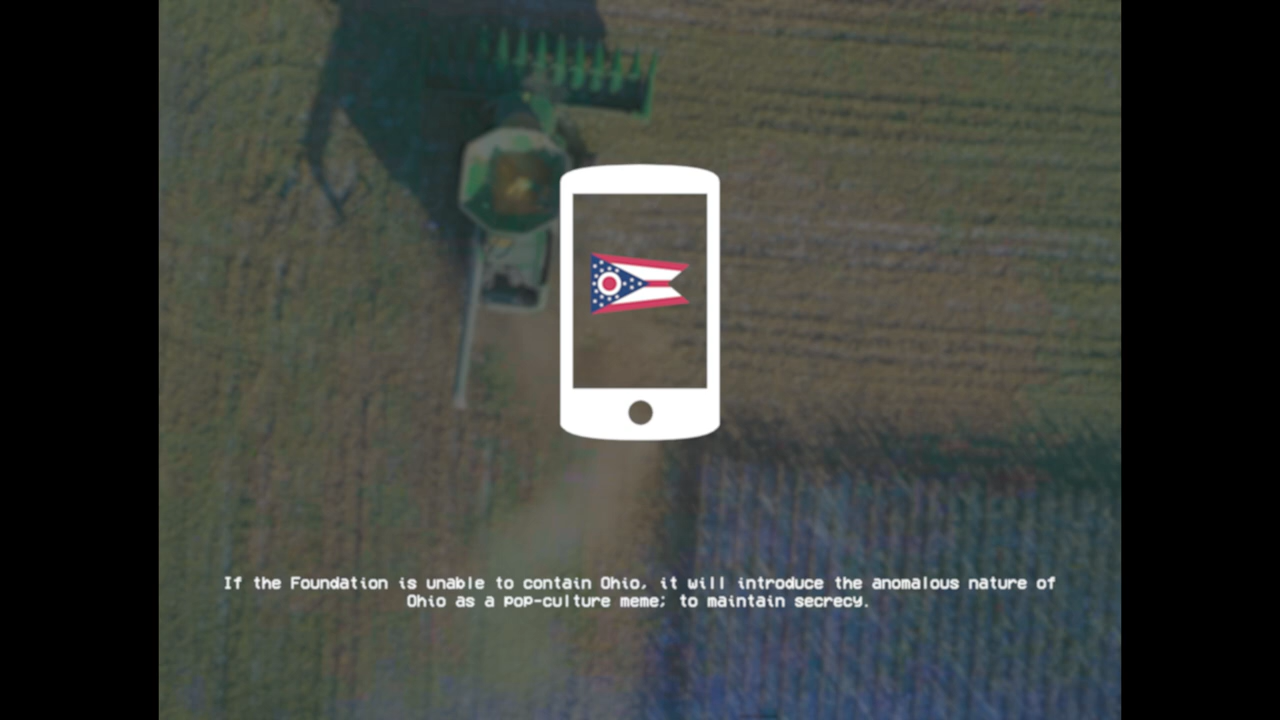 If the Foundation is unable to contain Ohio, it will introduce the anomalous nature of
Ohio as a pop-culture meme; to maintain secrecy.